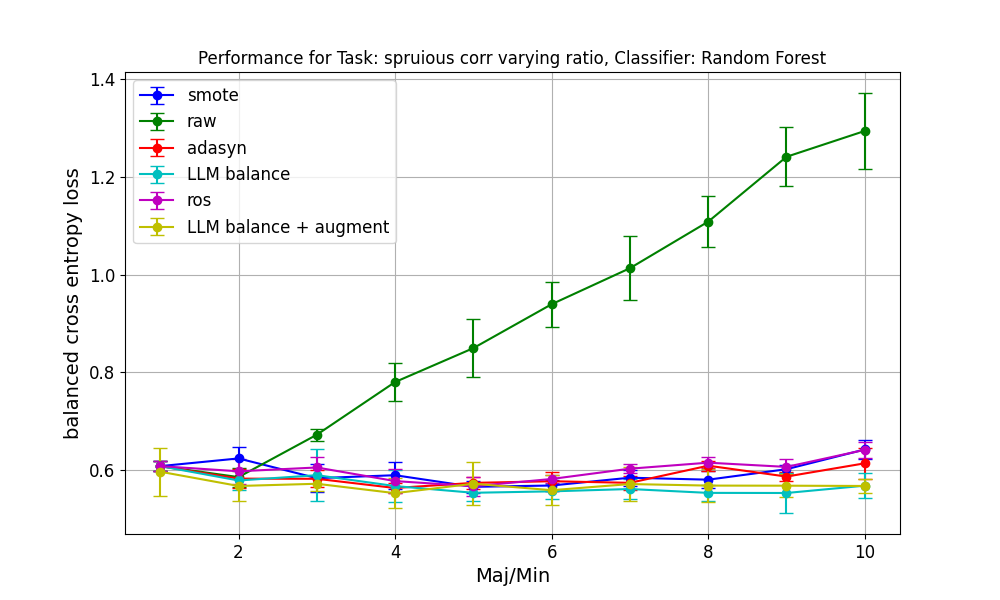 Performance for Task: spruious corr varying ratio, Classifier: Random Forest
balanced cross entropy loss
1.4
1.2
1.0
0.8
0.6
smote
raw
adasyn
LLM balance
ros
LLM balance + augment
2 4 6 8 10
Maj/Min